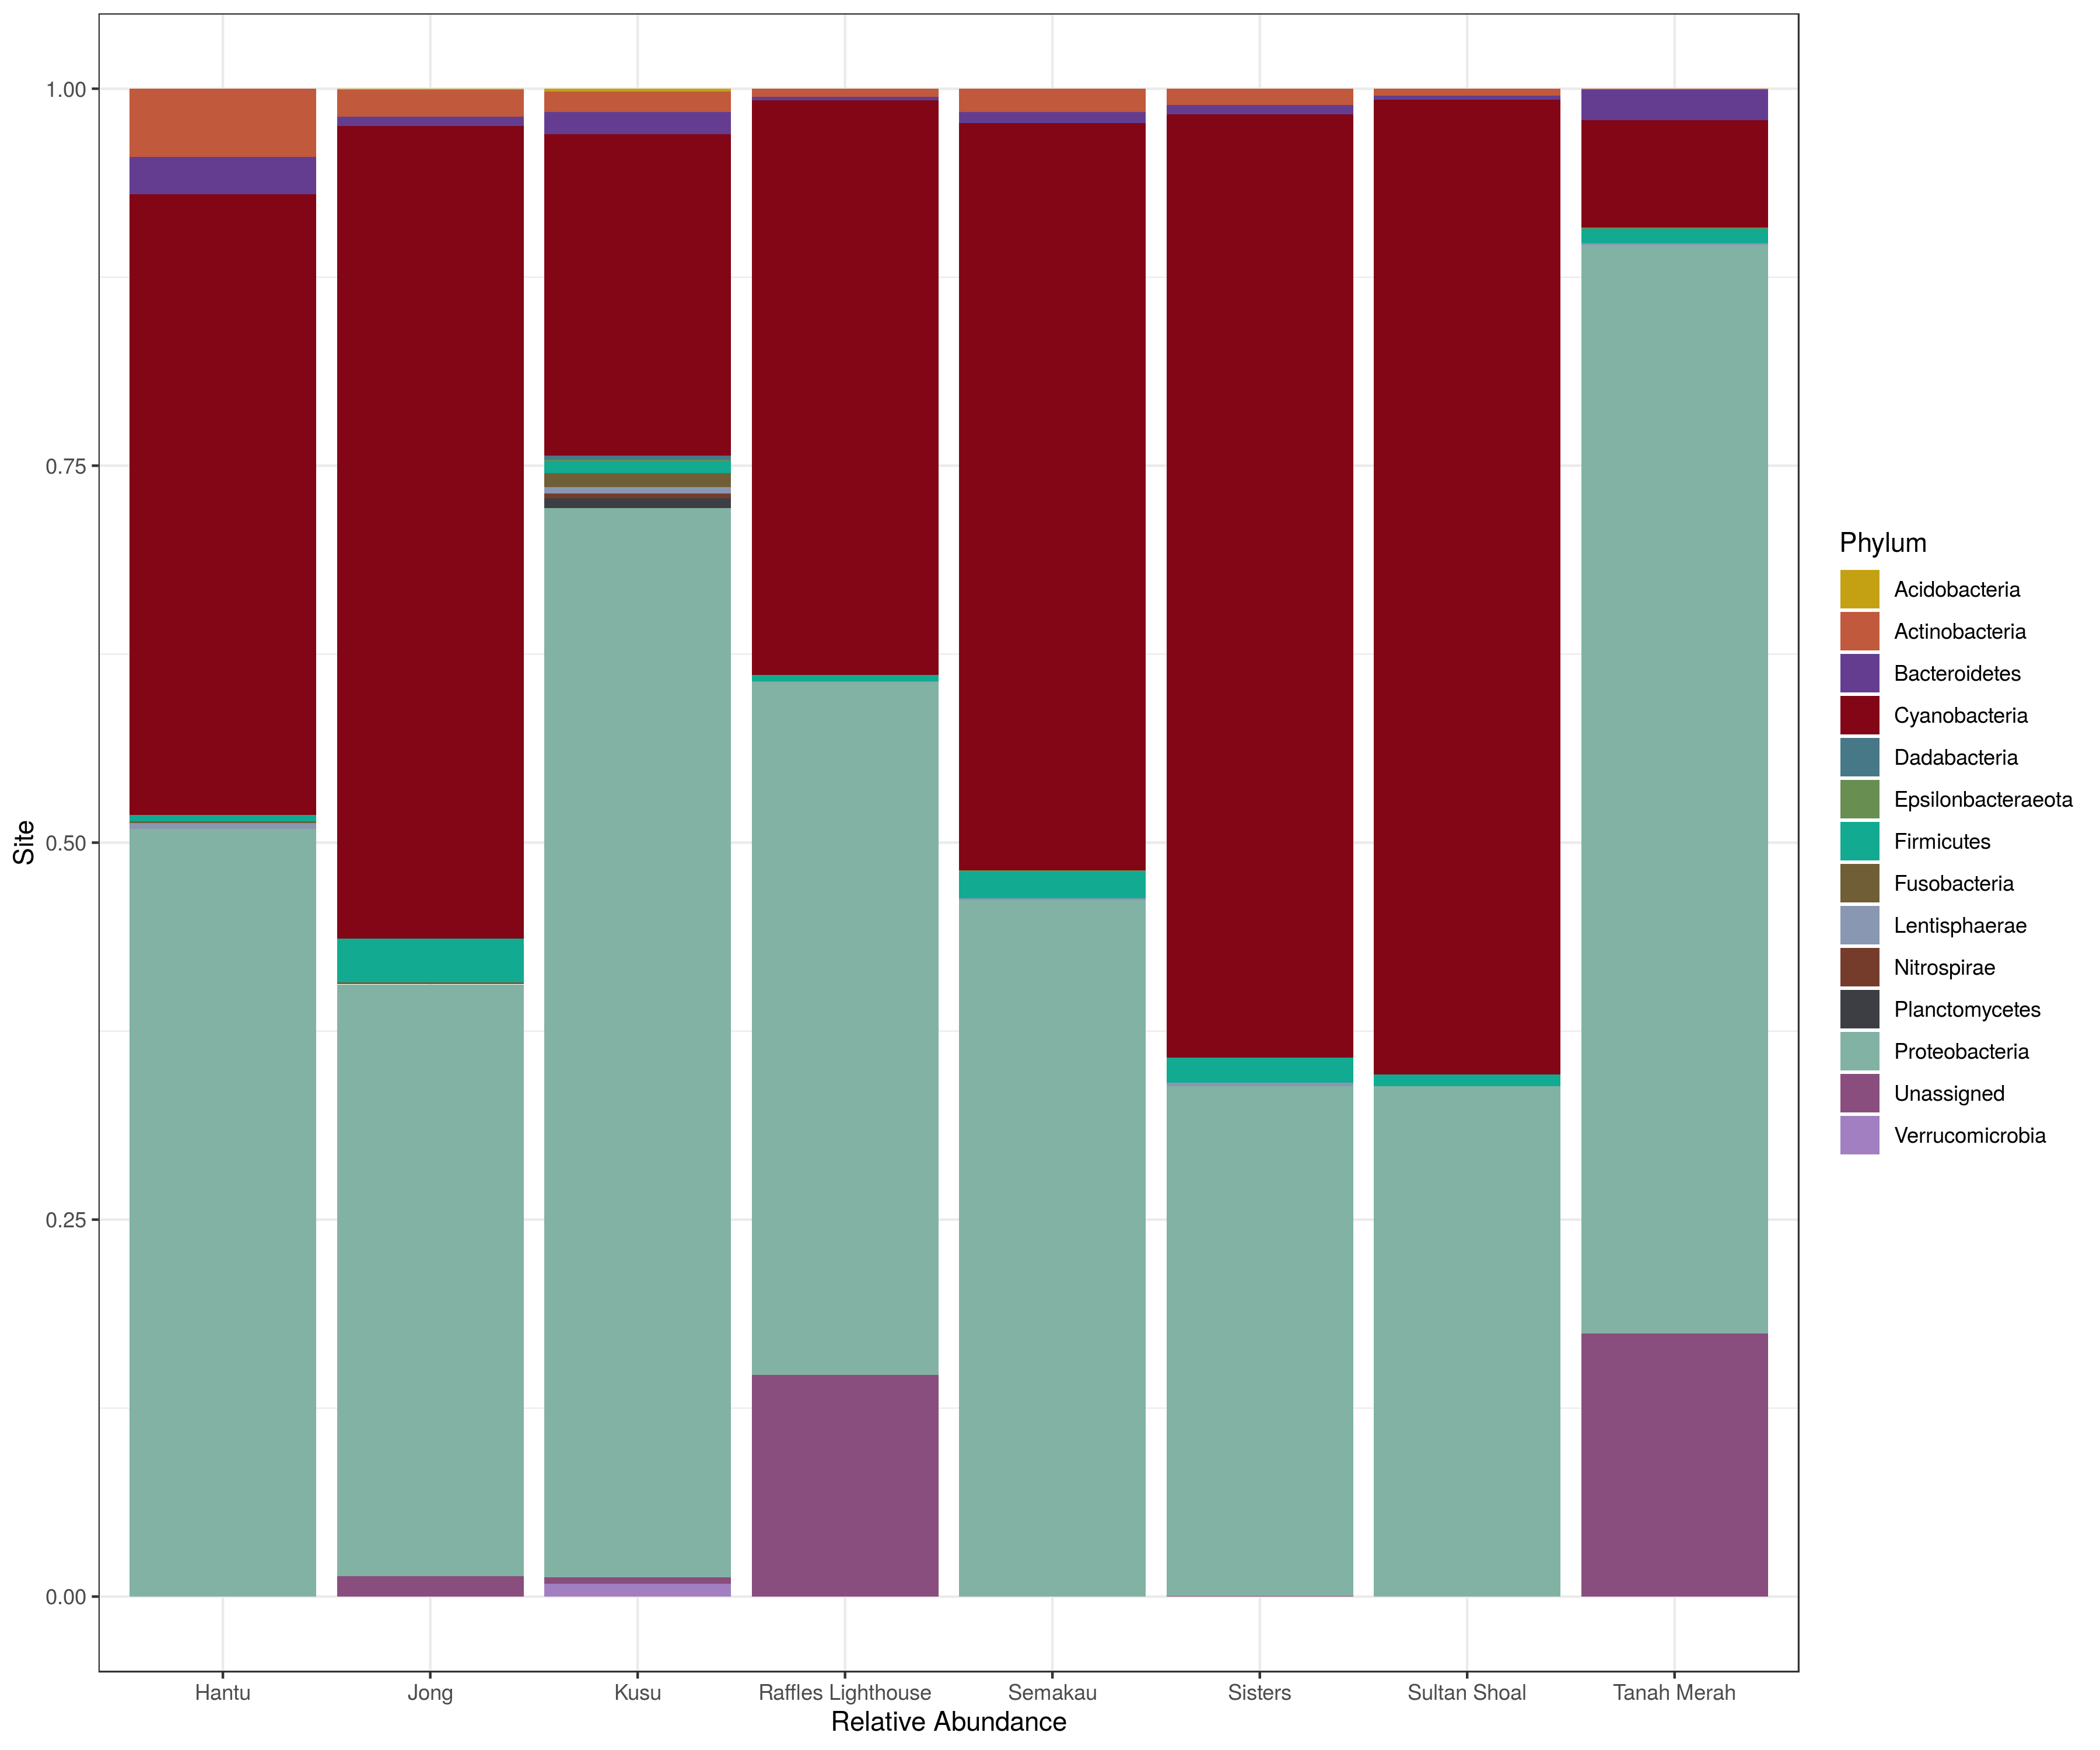 1.00
0.75
0.50
0.25
0.00
Site
Hantu Jong Kusu Raffles Lighthouse Semakau Sisters Sultan Shoal Tanah Merah
Relative Abundance
Phylum
Acidobacteria
Actinobacteria
Bacteroidetes
Cyanobacteria
Dadabacteria
Epsilonbacteraeota
Firmicutes
Fusobacteria
Lentisphaerae
Nitrospirae
Planctomycetes
Proteobacteria
Unassigned
Verrucomicrobia